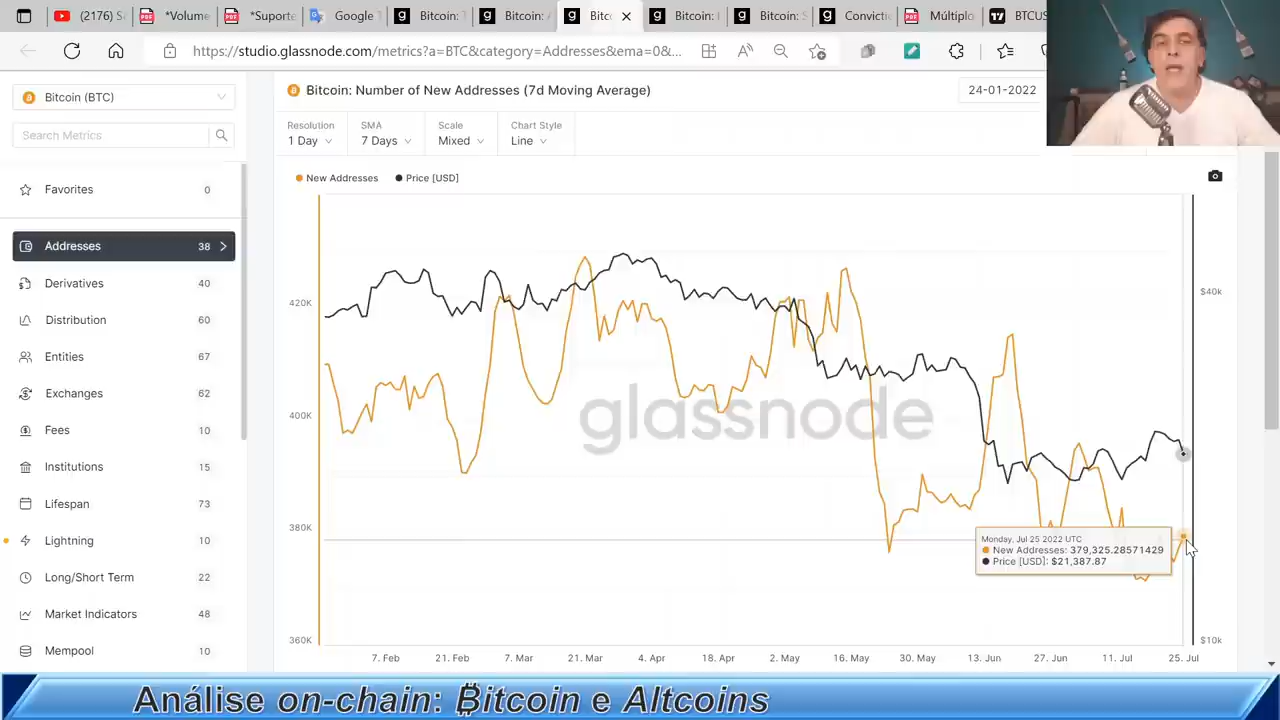 (2176) S
*Volume
*Suporte
Google T
Bitcoin: T
Bitcoin: A
Bitc
Bitcoin: I
Bitcoin: S
Convictio
Múltiplo
BTCUS
https://studio.glassnode.com/metrics?a=BTC&category=Addresses&ema=0&...
Bitcoin (BTC)
Search Metrics
Favorites 0
Addresses 38
Derivatives 40
Distribution 60
Entities 67
Exchanges 62
Fees 10
Institutions 15
Lifespan 73
Lightning 10
Long/Short Term 22
Market Indicators 48
Mempool 10
Bitcoin: Number of New Addresses (7d Moving Average)
24-01-2022
Resolution
1 Day
SMA
7 Days
Scale
Mixed
Chart Style
Line
New Addresses Price [USD]
420K
400K
380K
360K
$40k
$10k
glassnode
Monday, Jul 25 2022 UTC
New Addresses: 379,325.28571429
Price [USD]: $21,387.87
7. Feb 21. Feb 7. Mar 21. Mar 4. Apr 18. Apr 2. May 16. May 30. May 13. Jun 27. Jun 11. Jul 25. Jul
Análise on-chain: ₿itcoin e Altcoins